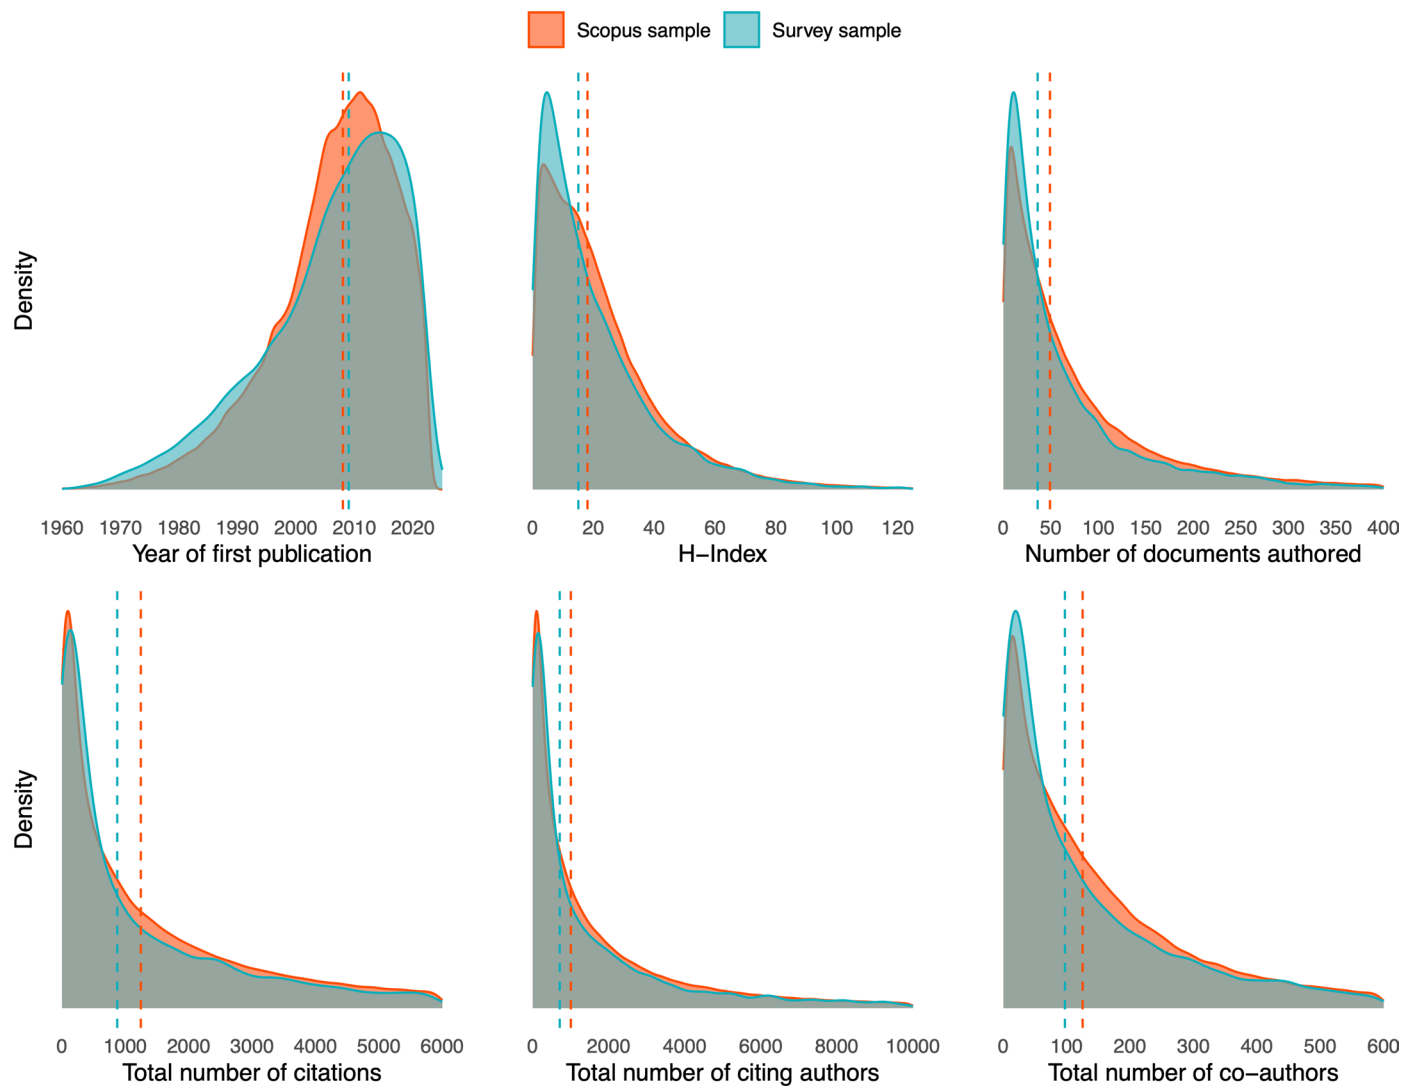 Scopus sample Survey sample
Density
1960 1970 1980 1990 2000 2010 2020
Year of first publication
0 20 40 60 80 100 120
H−Index
0 50 100 150 200 250 300 350 400
Number of documents authored
Density
0 1000 2000 3000 4000 5000 6000
Total number of citations
0 2000 4000 6000 8000 10000
Total number of citing authors
0 100 200 300 400 500 600
Total number of co−authors